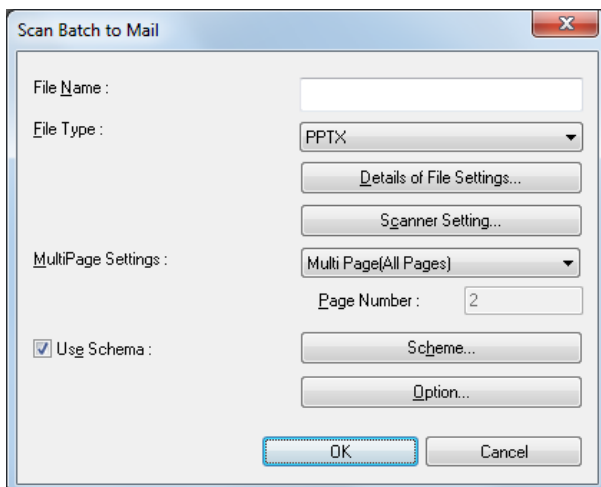 Scan Batch to Mail
File Name :
File Type :
PPTX
Details of File Settings...
Scanner Setting...
MultiPage Settings :
Multi Page(All Pages)
Page Number :
2
Use Schema :
Scheme...
Option...
OK
Cancel